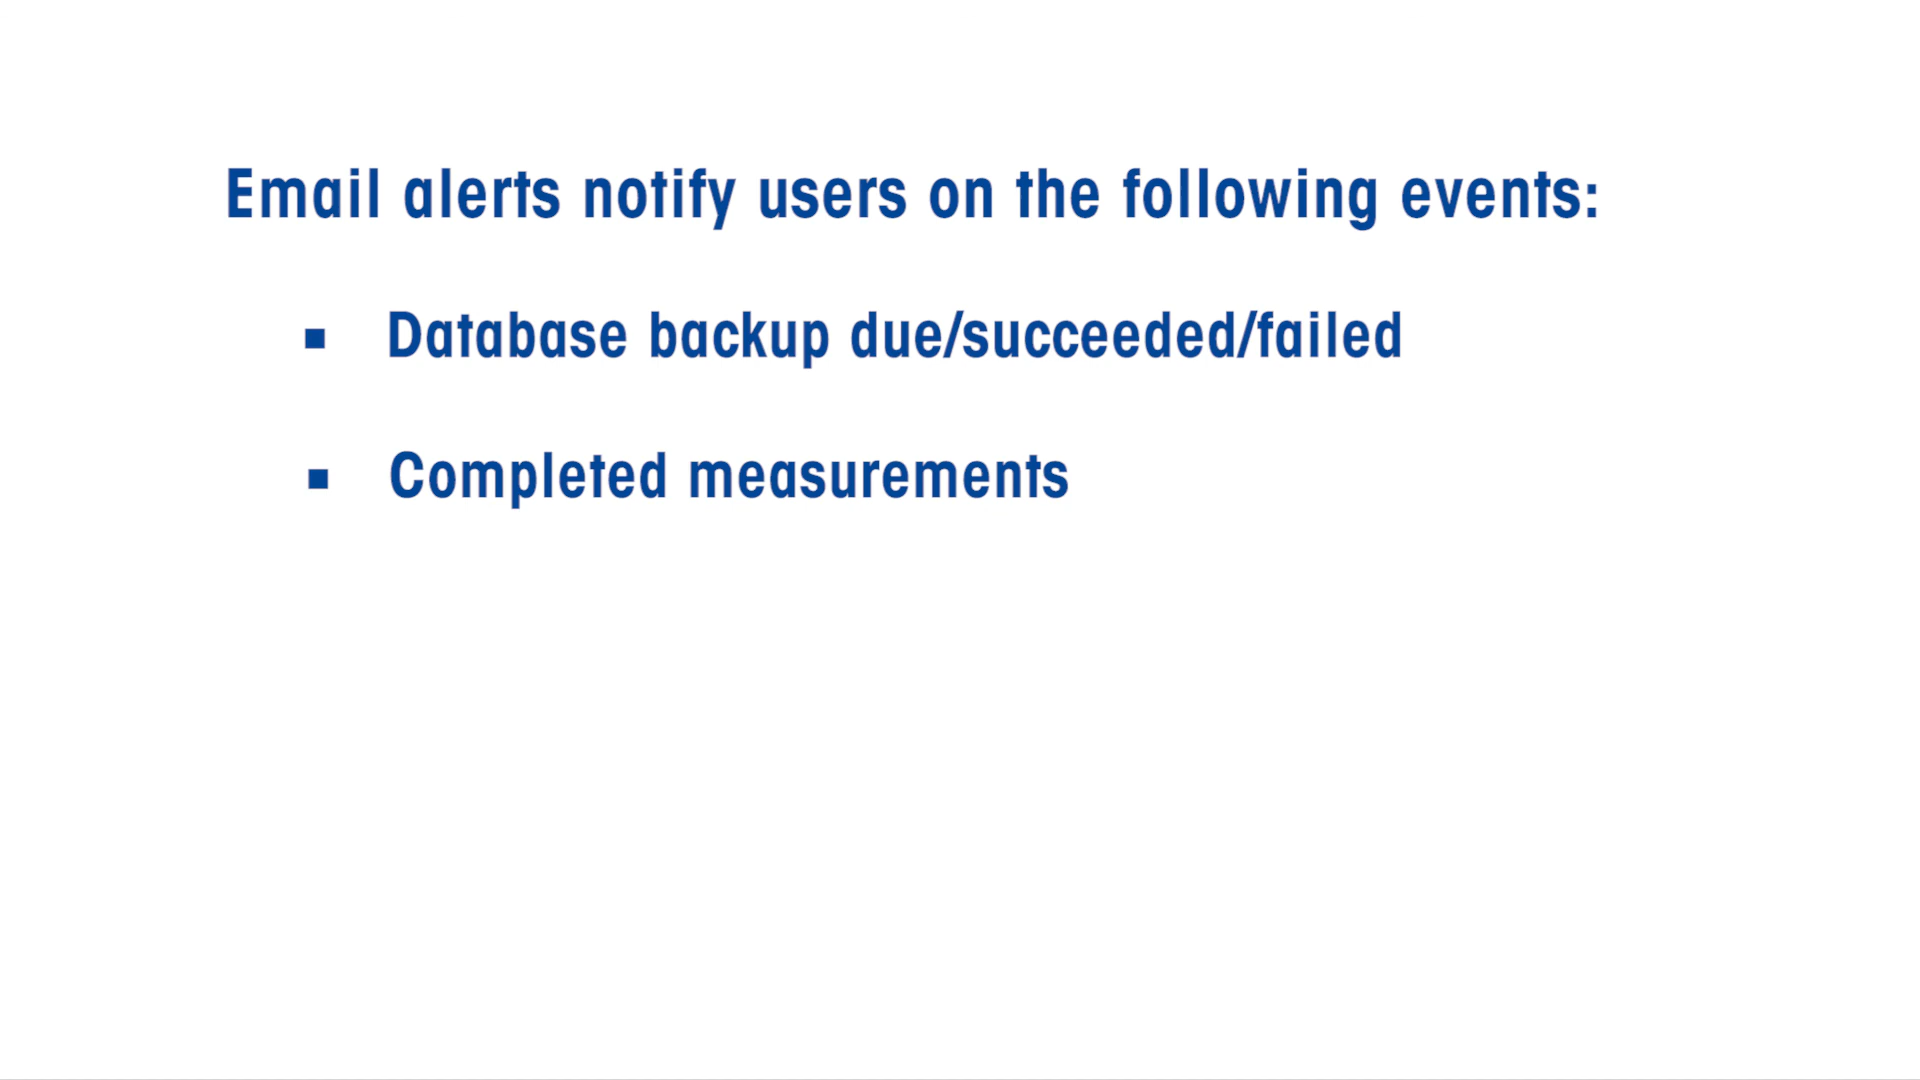 Email alerts notify users on the following events:
▪ Database backup due/succeeded/failed
▪ Completed measurements